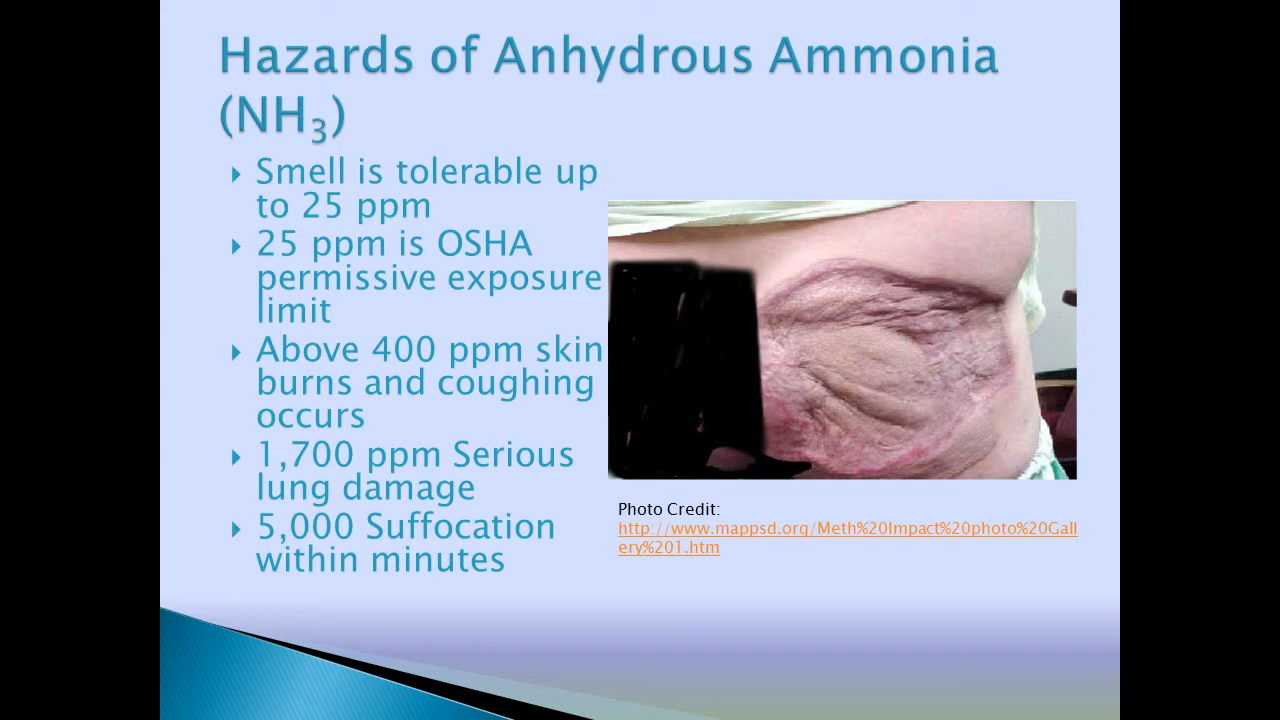 Hazards of Anhydrous Ammonia
(NH₃)
Smell is tolerable up
to 25 ppm
25 ppm is OSHA
permissive exposure
limit
Above 400 ppm skin
burns and coughing
occurs
1,700 ppm Serious
lung damage
5,000 Suffocation
within minutes
Photo Credit:
http://www.mappsd.org/Meth%20Impact%20photo%20Gall
ery%201.htm